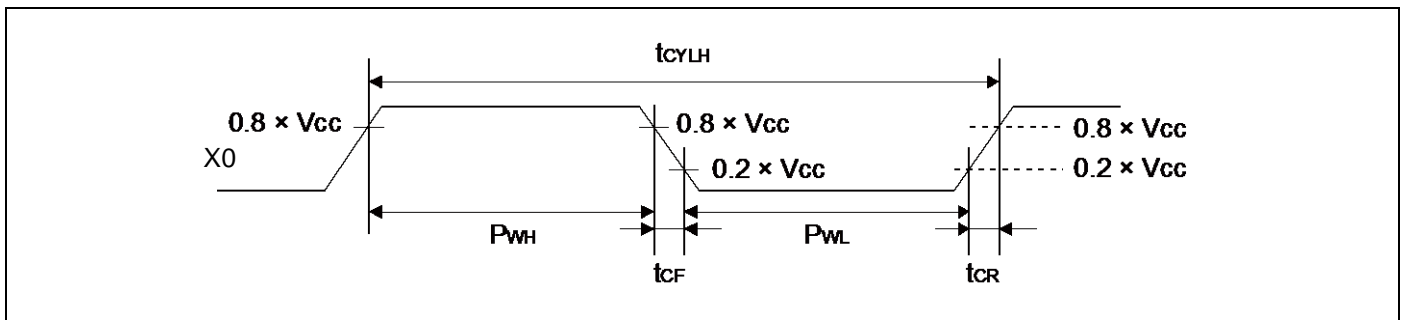 tCYLH
0.8 × Vcc
0.8 × Vcc
0.8 × Vcc
X0
0.2 × Vcc
0.2 × Vcc
PWH
PWL
tCF
tCR